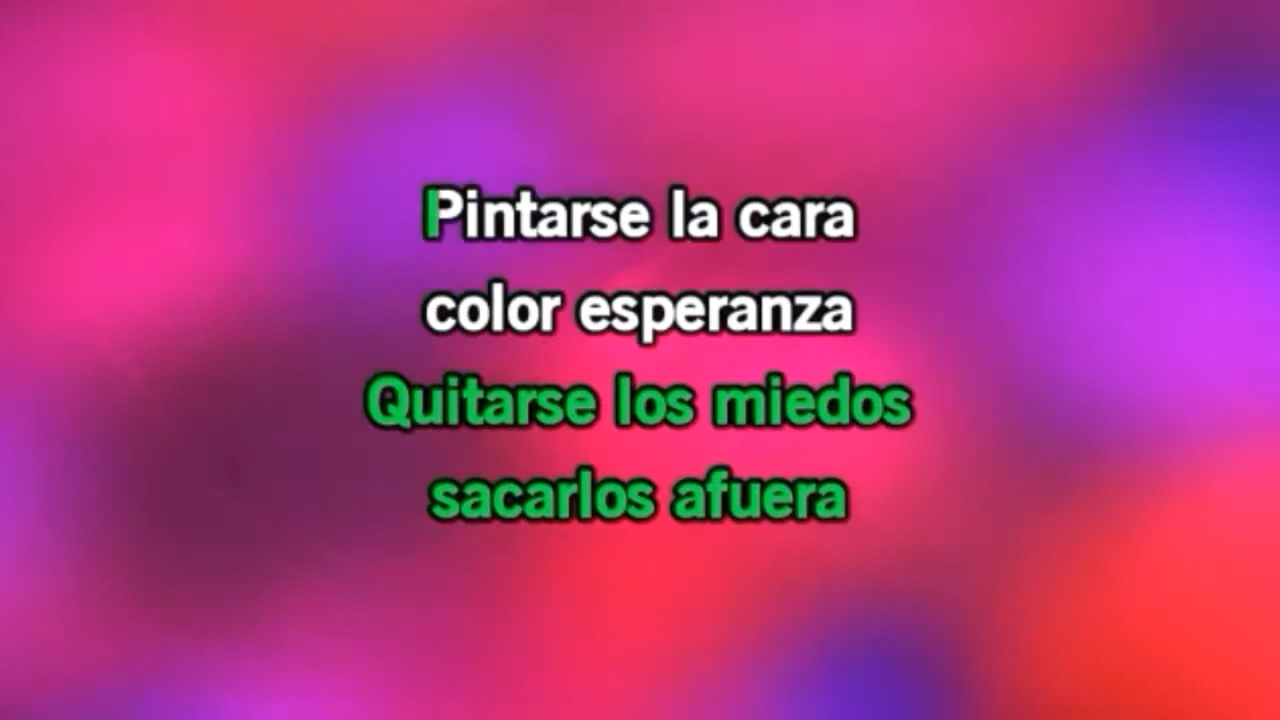 Pintarse la cara
color esperanza
Quitarse los miedos
sacarlos afuera